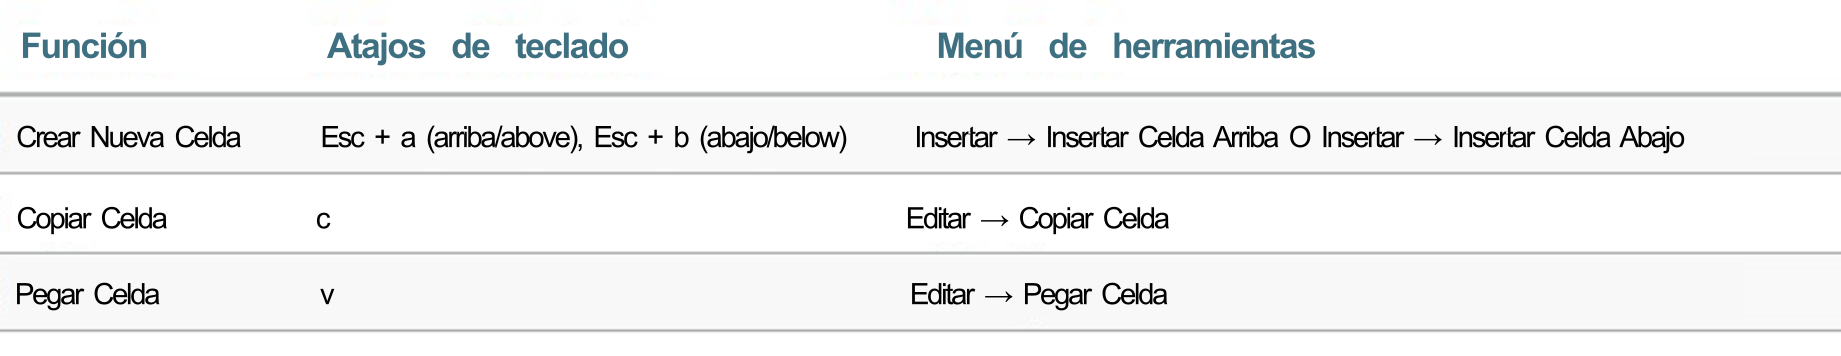 Función Atajos de teclado Menú de herramientas
Crear Nueva Celda Esc + a (arriba/above), Esc + b (abajo/below) Insertar → Insertar Celda Arriba O Insertar → Insertar Celda Abajo
Copiar Celda c Editar → Copiar Celda
Pegar Celda v Editar → Pegar Celda